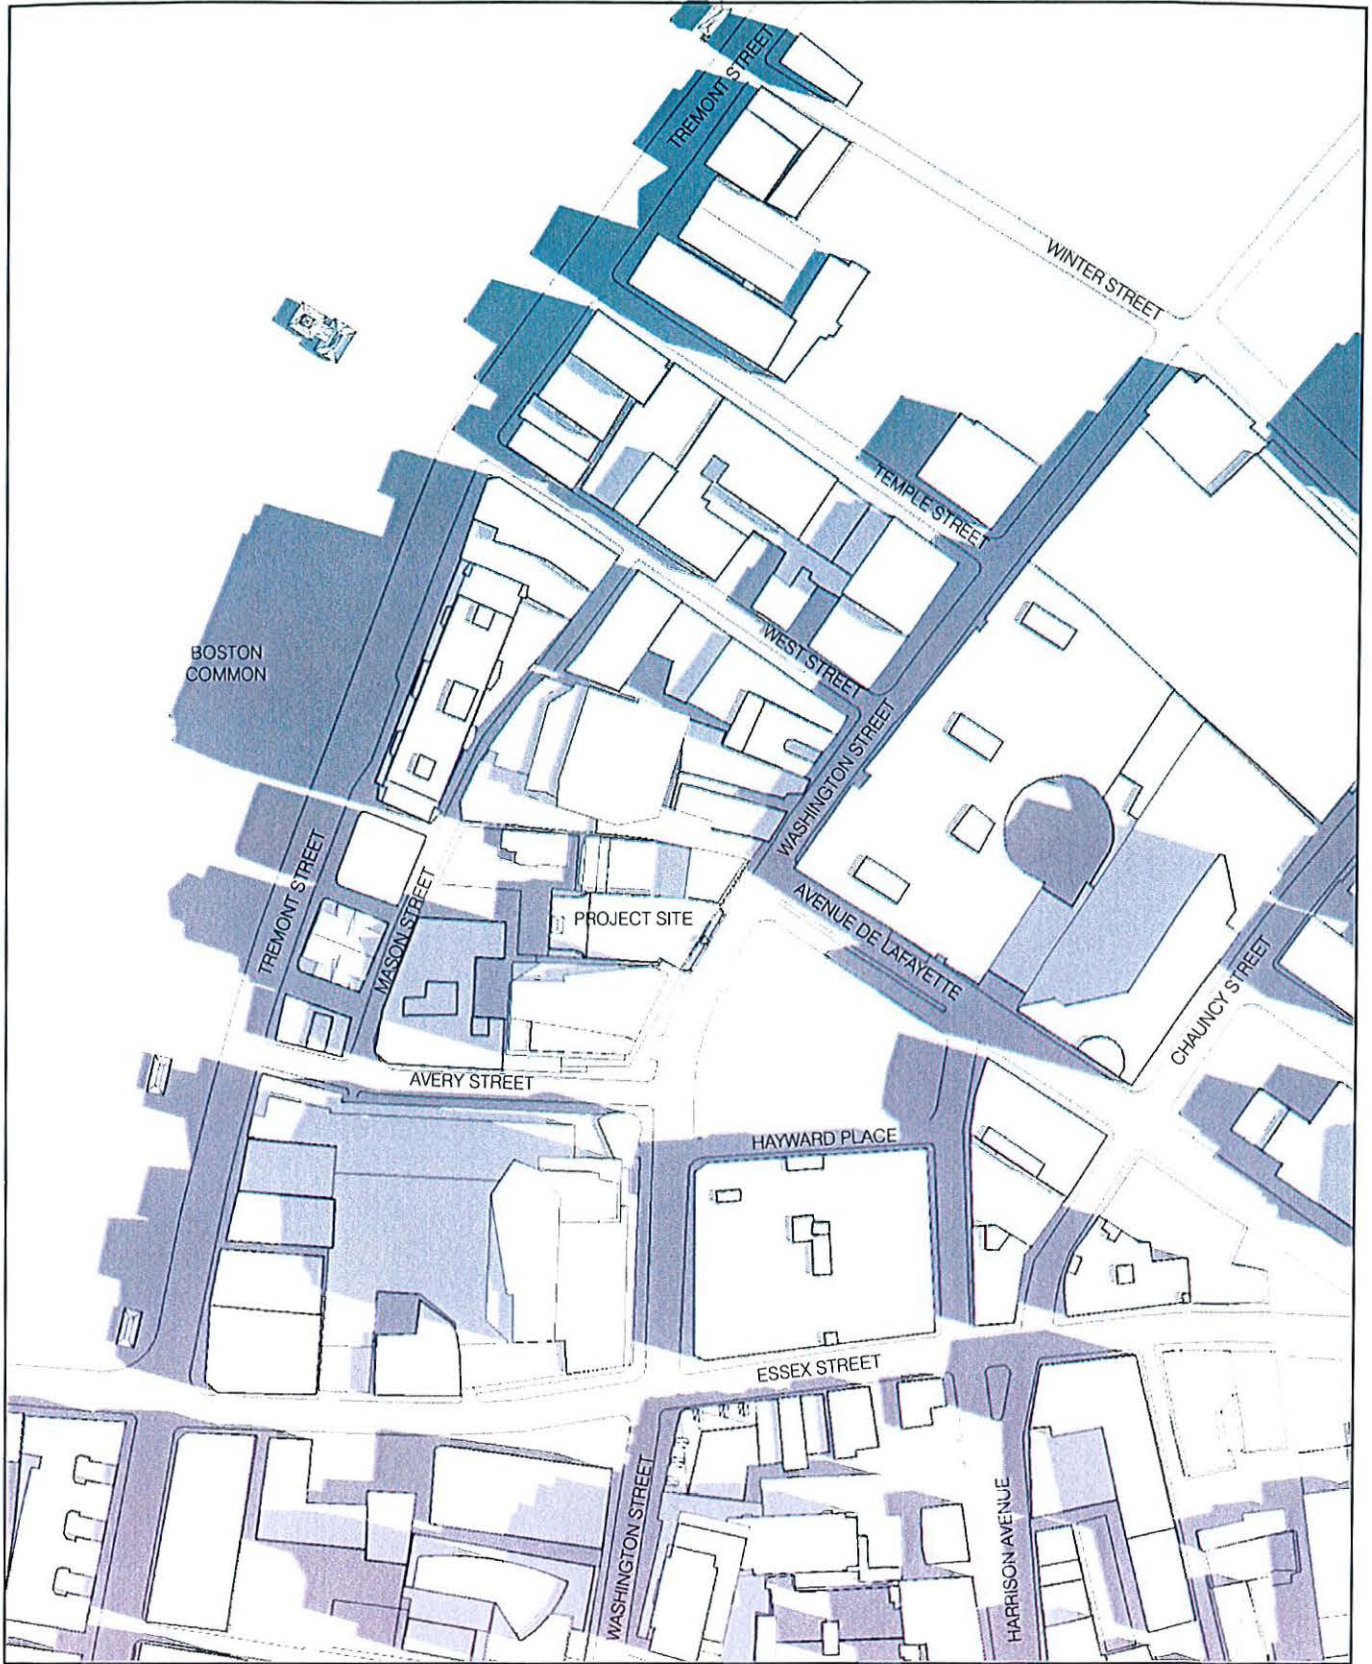 TREMONT STREET
WINTER STREET
TEMPLE STREET
BOSTON
COMMON
WEST STREET
WASHINGTON STREET
TREMONT STREET
MASON STREET
PROJECT SITE
AVENUE DE LAFAYETTE
CHAUNCY STREET
AVERY STREET
HAYWARD PLACE
ESSEX STREET
WASHINGTON STREET
HARRISON AVENUE